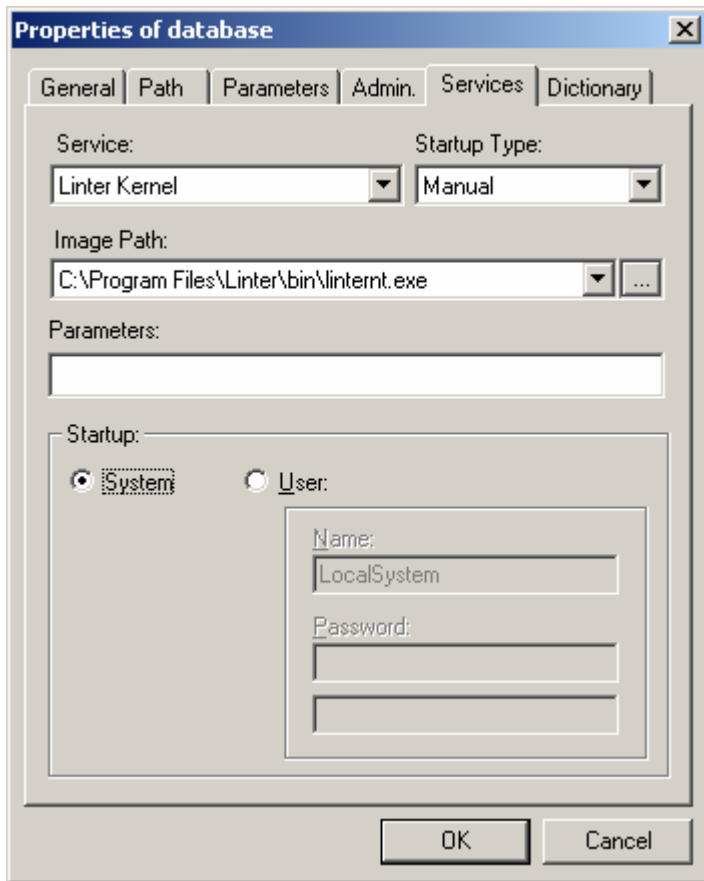 Properties of database
General Path Parameters Admin. Services Dictionary
Service: Startup Type:
Linter Kernel Manual
Image Path:
C:\Program Files\Linter\bin\linternt.exe ...
Parameters:
Startup:
System User:
Name:
LocalSystem
Password:
OK Cancel